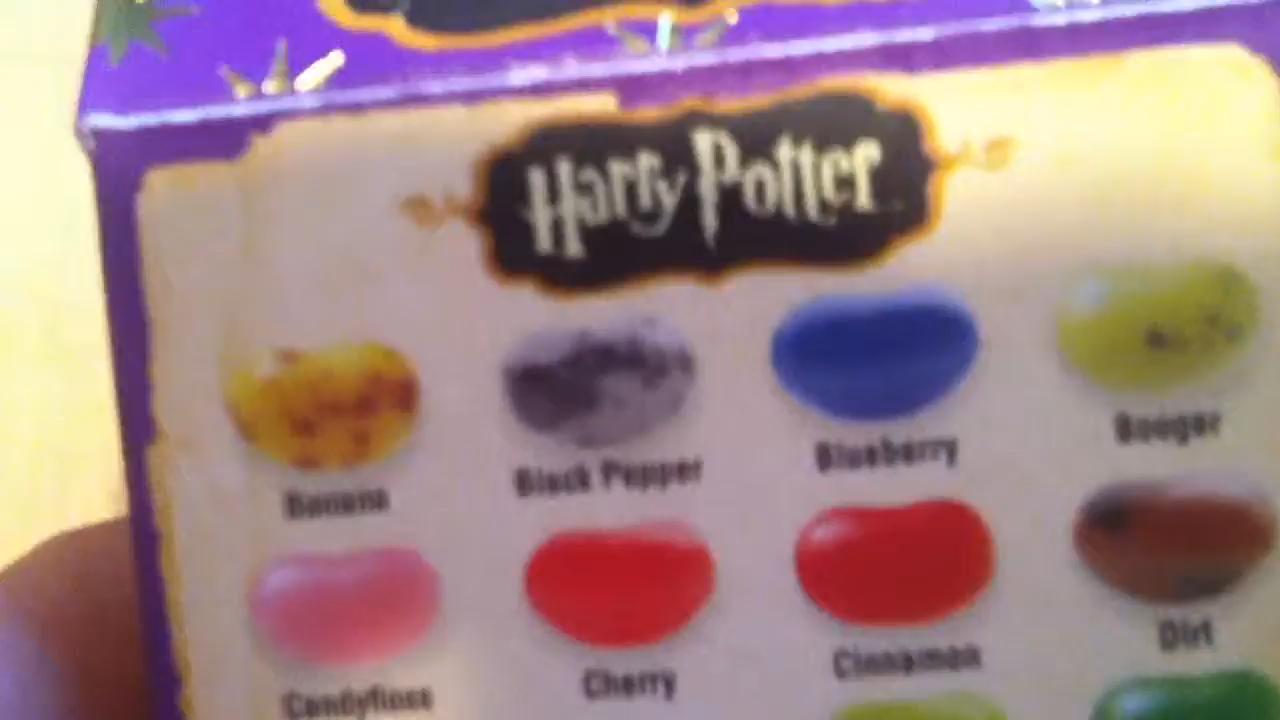 Harry Potter
Banana
Black Pepper
Blueberry
Booger
Candyfloss
Cherry
Cinnamon
Dirt